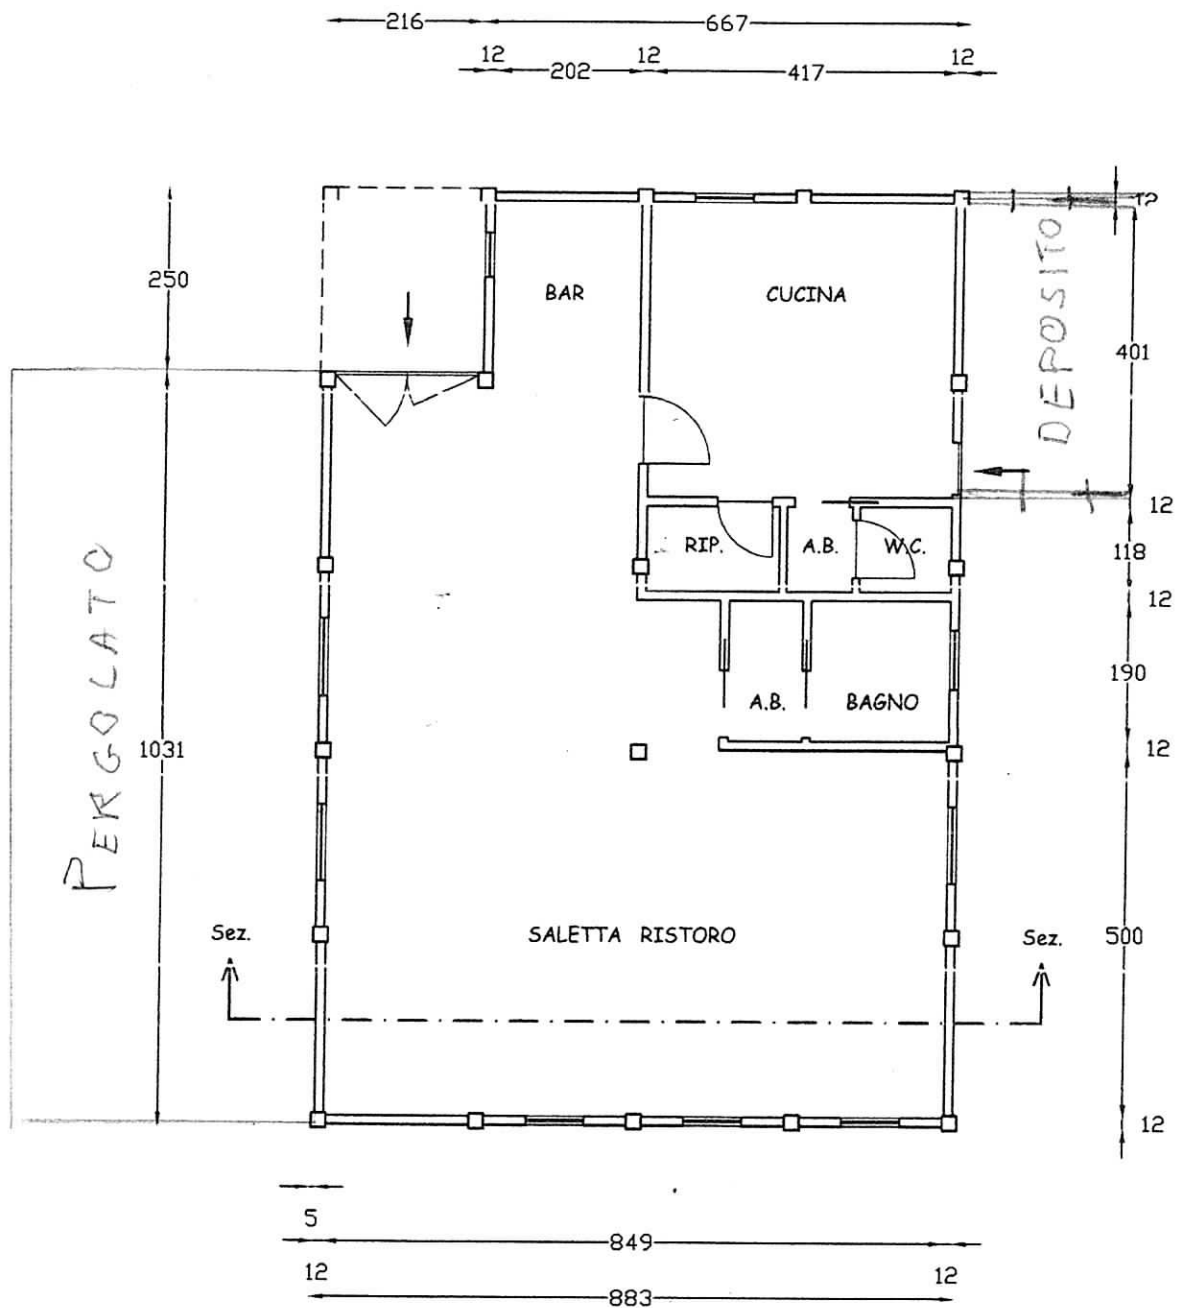 216 667
12 12 12
202 417
12
250
BAR CUCINA
DEPOSITO
401
12
RIP. A.B. W.C.
118
12
PERGOLATO
190
A.B. BAGNO
1031 12
Sez. SALETTA RISTORO Sez. 500
12
5
849
12 12
883